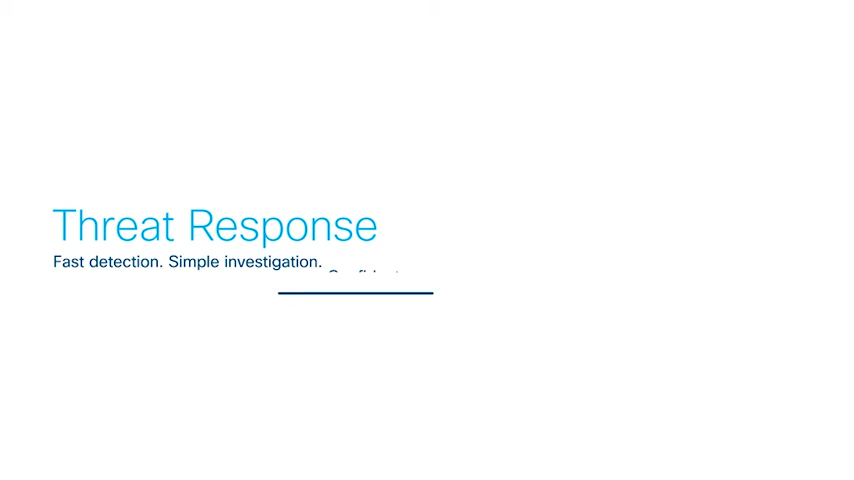 Threat Response
Fast detection. Simple investigation.